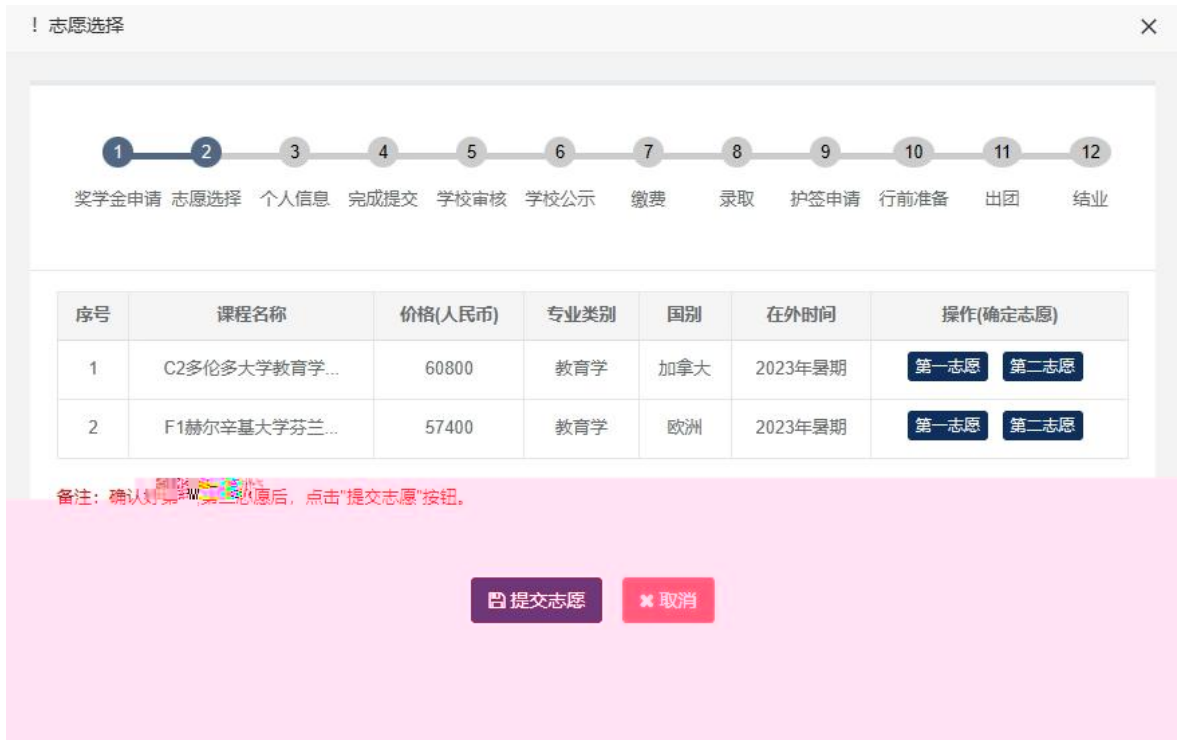 ! 志愿选择 ×
1 2 3 4 5 6 7 8 9 10 11 12
奖学金申请 志愿选择 个人信息 完成提交 学校审核 学校公示 缴费 录取 护签申请 行前准备 出团 结业
序号 课程名称 价格(人民币) 专业类别 国别 在外时间 操作(确定志愿)
1 C2多伦多大学教育学... 60800 教育学 加拿大 2023年暑期 第一志愿 第二志愿
2 F1赫尔辛基大学芬兰... 57400 教育学 欧洲 2023年暑期 第一志愿 第二志愿
备注：确认好 志愿后，点击"提交志愿"按钮。
提交志愿 取消